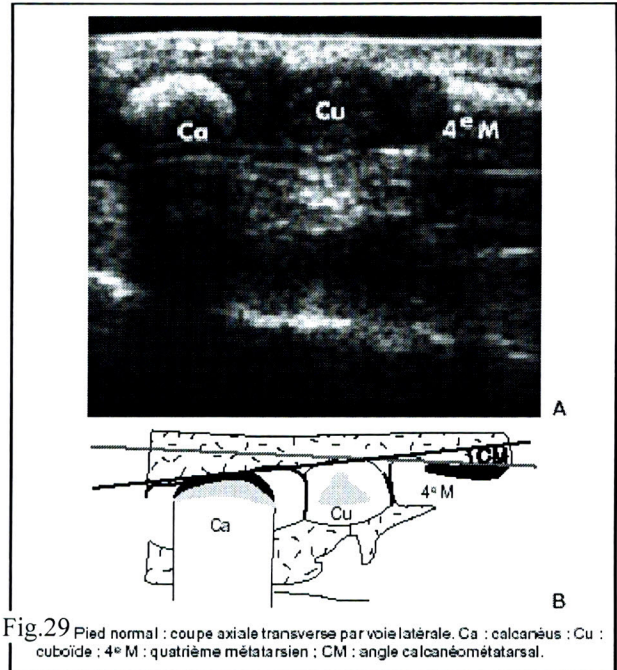 Ca
Cu
4e M
A
CM
4e M
Ca
Cu
B
Fig.29 Pied normal : coupe axiale transverse par voie latérale. Ca : calcanéus ; Cu :
cuboïde ; 4e M : quatrième métatarsien ; CM : angle calcanéométatarsal.